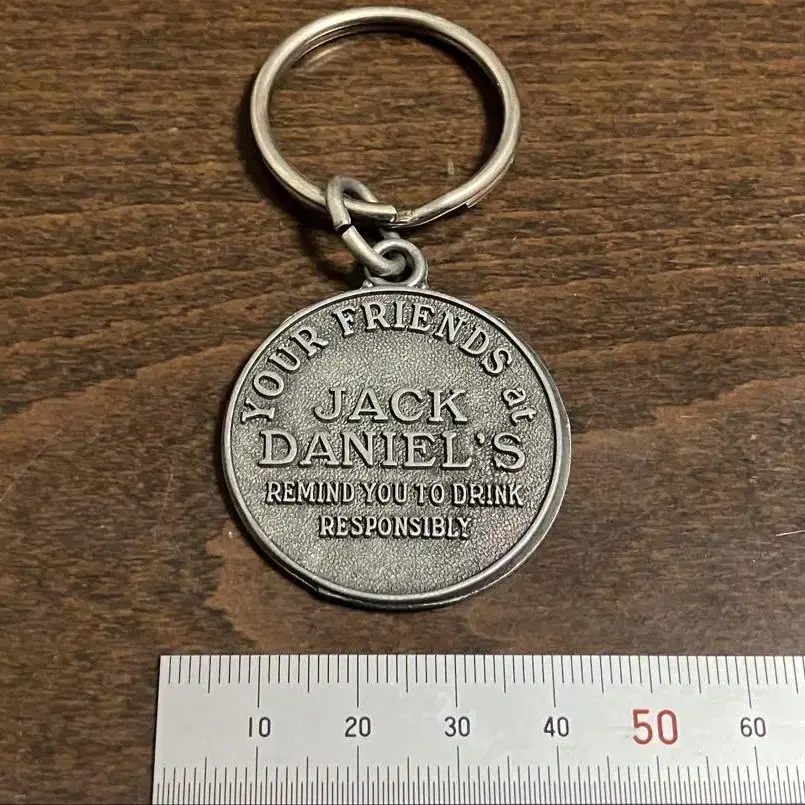 YOUR FRIENDS at
JACK
DANIEL'S
REMIND YOU TO DRINK
RESPONSIBLY
10 20 30 40 50 60